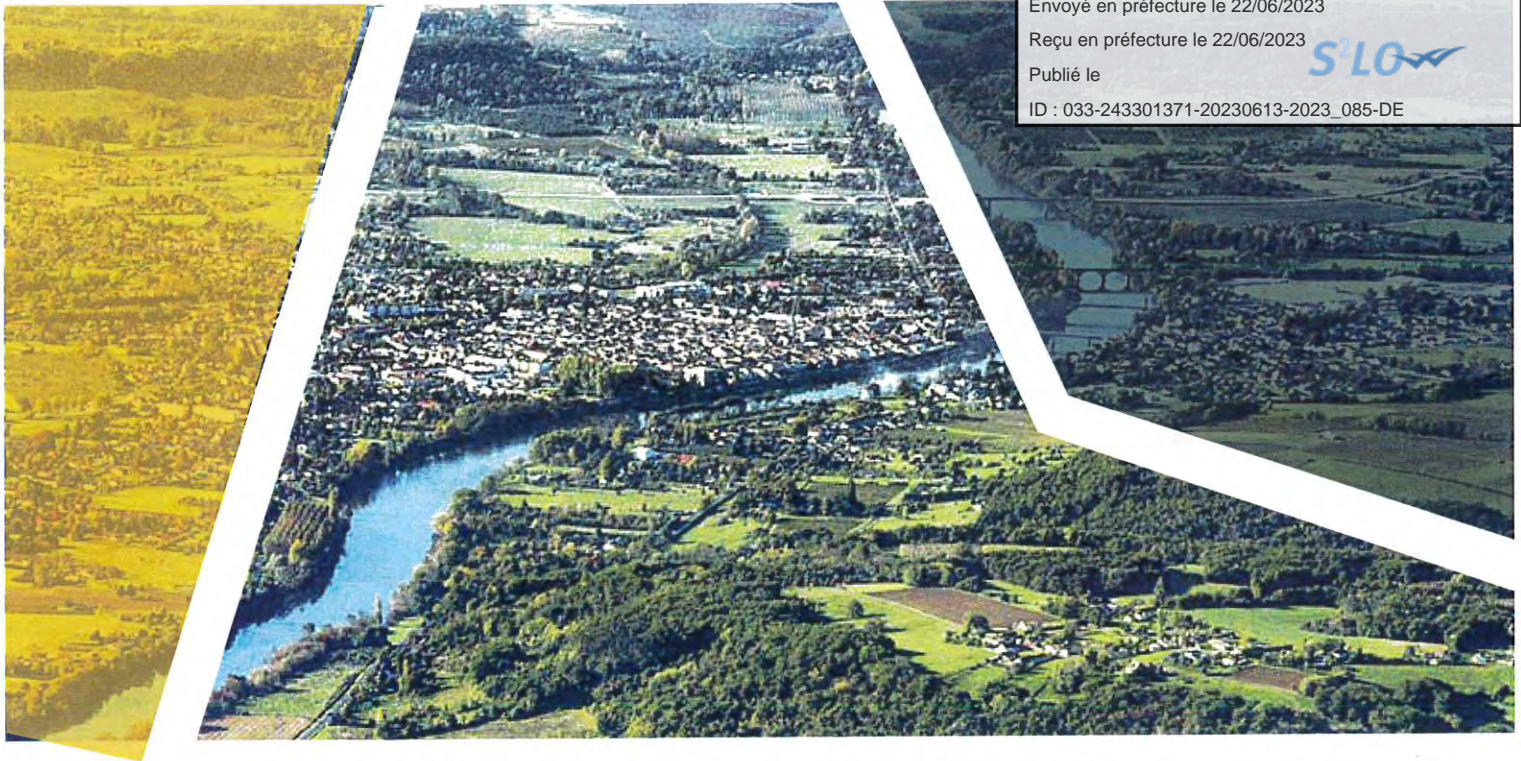 Envoyé en préfecture le 22/06/2023
Reçu en préfecture le 22/06/2023
S²LO
Publié le
ID : 033-243301371-20230613-2023_085-DE